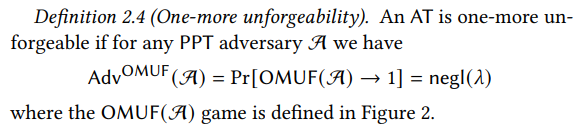 Definition 2.4 (One-more unforgeability). An AT is one-more un-
forgeable if for any PPT adversary 𝒜 we have
Adv^OMUF(𝒜) = Pr[OMUF(𝒜) → 1] = negl(λ)
where the OMUF(𝒜) game is defined in Figure 2.